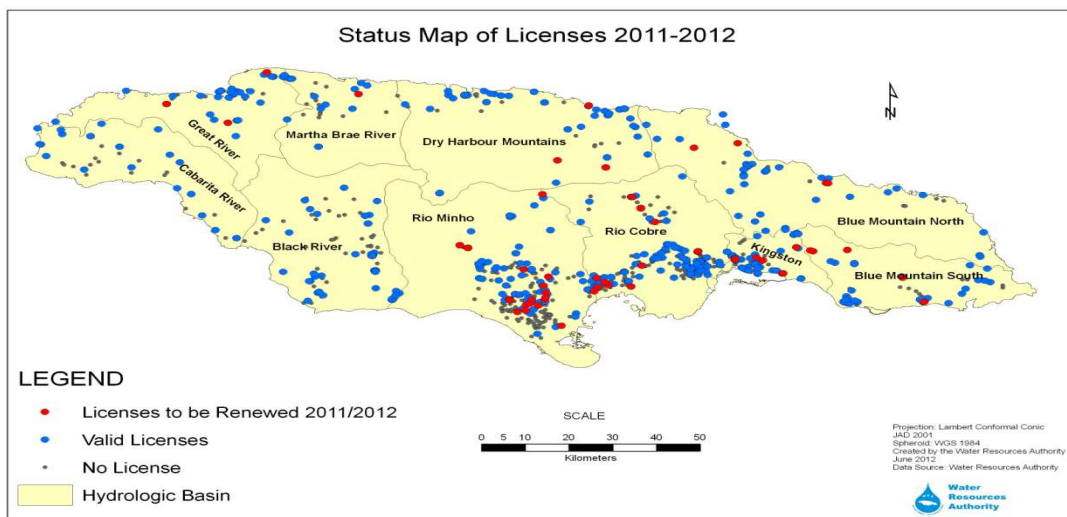 Status Map of Licenses 2011-2012
N
Great River
Martha Brae River
Dry Harbour Mountains
Cabarita River
Rio Minho
Blue Mountain North
Rio Cobre
Black River
Kingston
Blue Mountain South
LEGEND
Licenses to be Renewed 2011/2012
Valid Licenses
No License
Hydrologic Basin
SCALE
0 5 10 20 30 40 50
Kilometers
Projection: Lambert Conformal Conic
JAD 2001
Spheroid: WGS 1984
Created by the Water Resources Authority
June 2012
Data Source: Water Resources Authority
Water
Resources
Authority